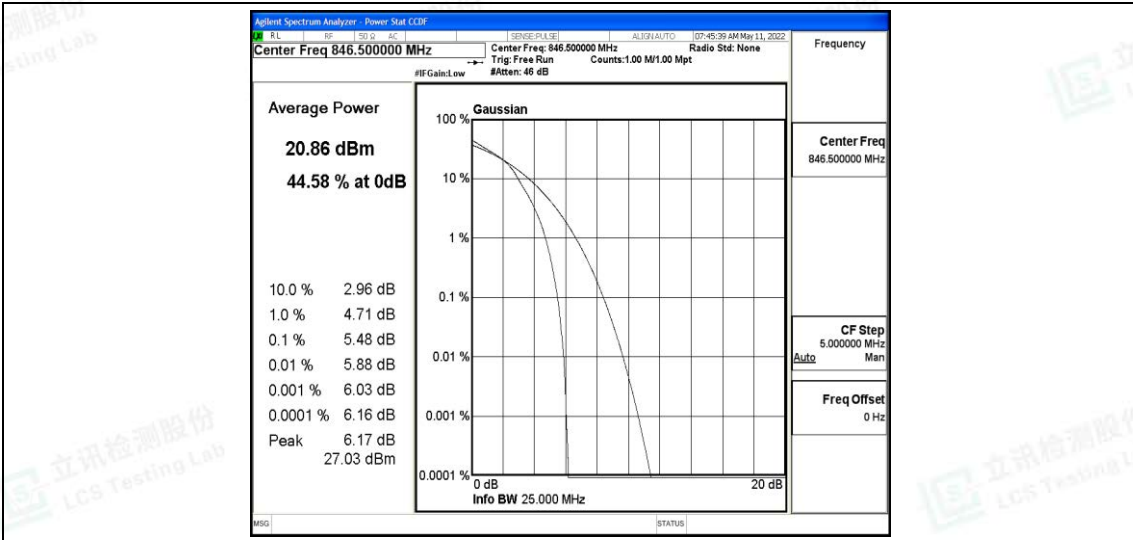 Agilent Spectrum Analyzer - Power Stat CCDF
RL RF 50 Ω AC SENSE:PULSE ALIGNAUTO 07:45:39 AM May 11, 2022
Center Freq 846.500000 MHz
Center Freq: 846.500000 MHz Radio Std: None
Trig: Free Run Counts:1.00 M/1.00 Mpt
#IFGain:Low #Atten: 46 dB
Frequency
Average Power
20.86 dBm
44.58 % at 0dB
10.0 % 2.96 dB
1.0 % 4.71 dB
0.1 % 5.48 dB
0.01 % 5.88 dB
0.001 % 6.03 dB
0.0001 % 6.16 dB
Peak 6.17 dB
27.03 dBm
Gaussian
100 %
10 %
1 %
0.1 %
0.01 %
0.001 %
0.0001 %
0 dB 20 dB
Info BW 25.000 MHz
Center Freq
846.500000 MHz
CF Step
5.000000 MHz
Auto Man
Freq Offset
0 Hz
MSG STATUS
立讯检测股份
LCS Testing Lab
立讯检测股份
LCS Testing Lab